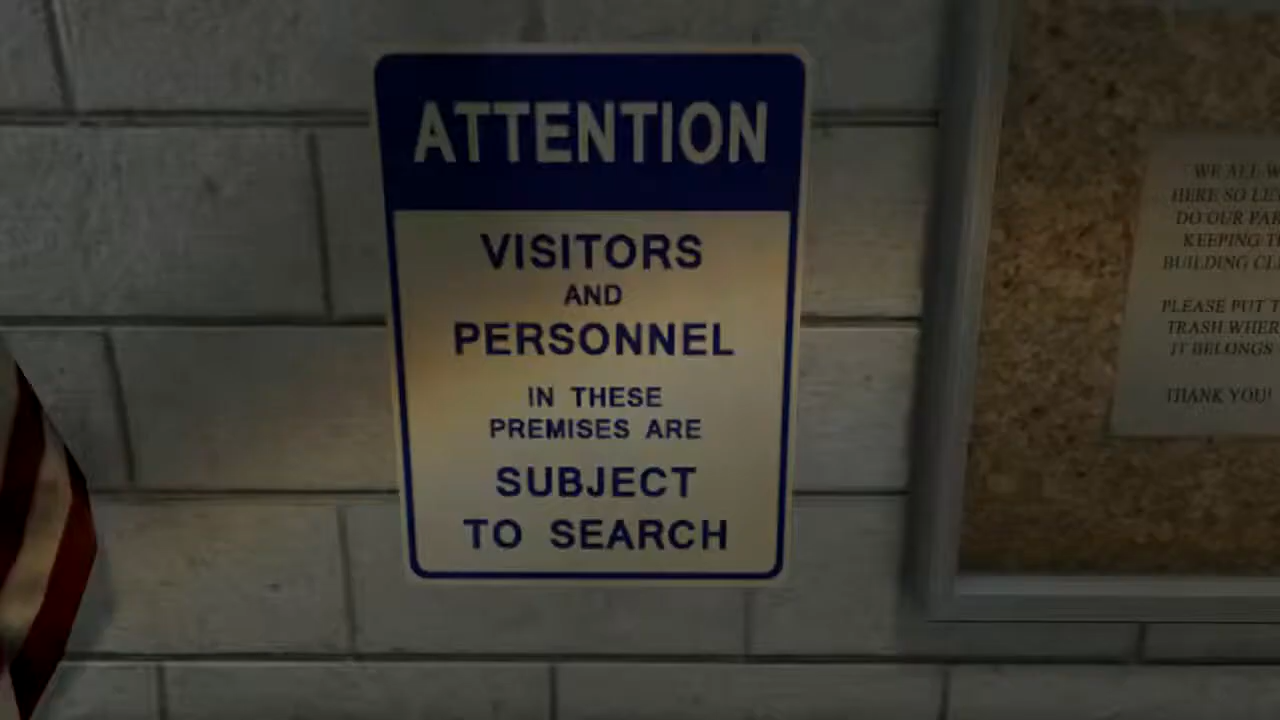 ATTENTION
VISITORS
AND
PERSONNEL
IN THESE
PREMISES ARE
SUBJECT
TO SEARCH
WE ALL
HERE SO
DO OUR
KEEPING
BUILDING
PLEASE PUT
TRASH
IT BELONGS
THANK YOU!